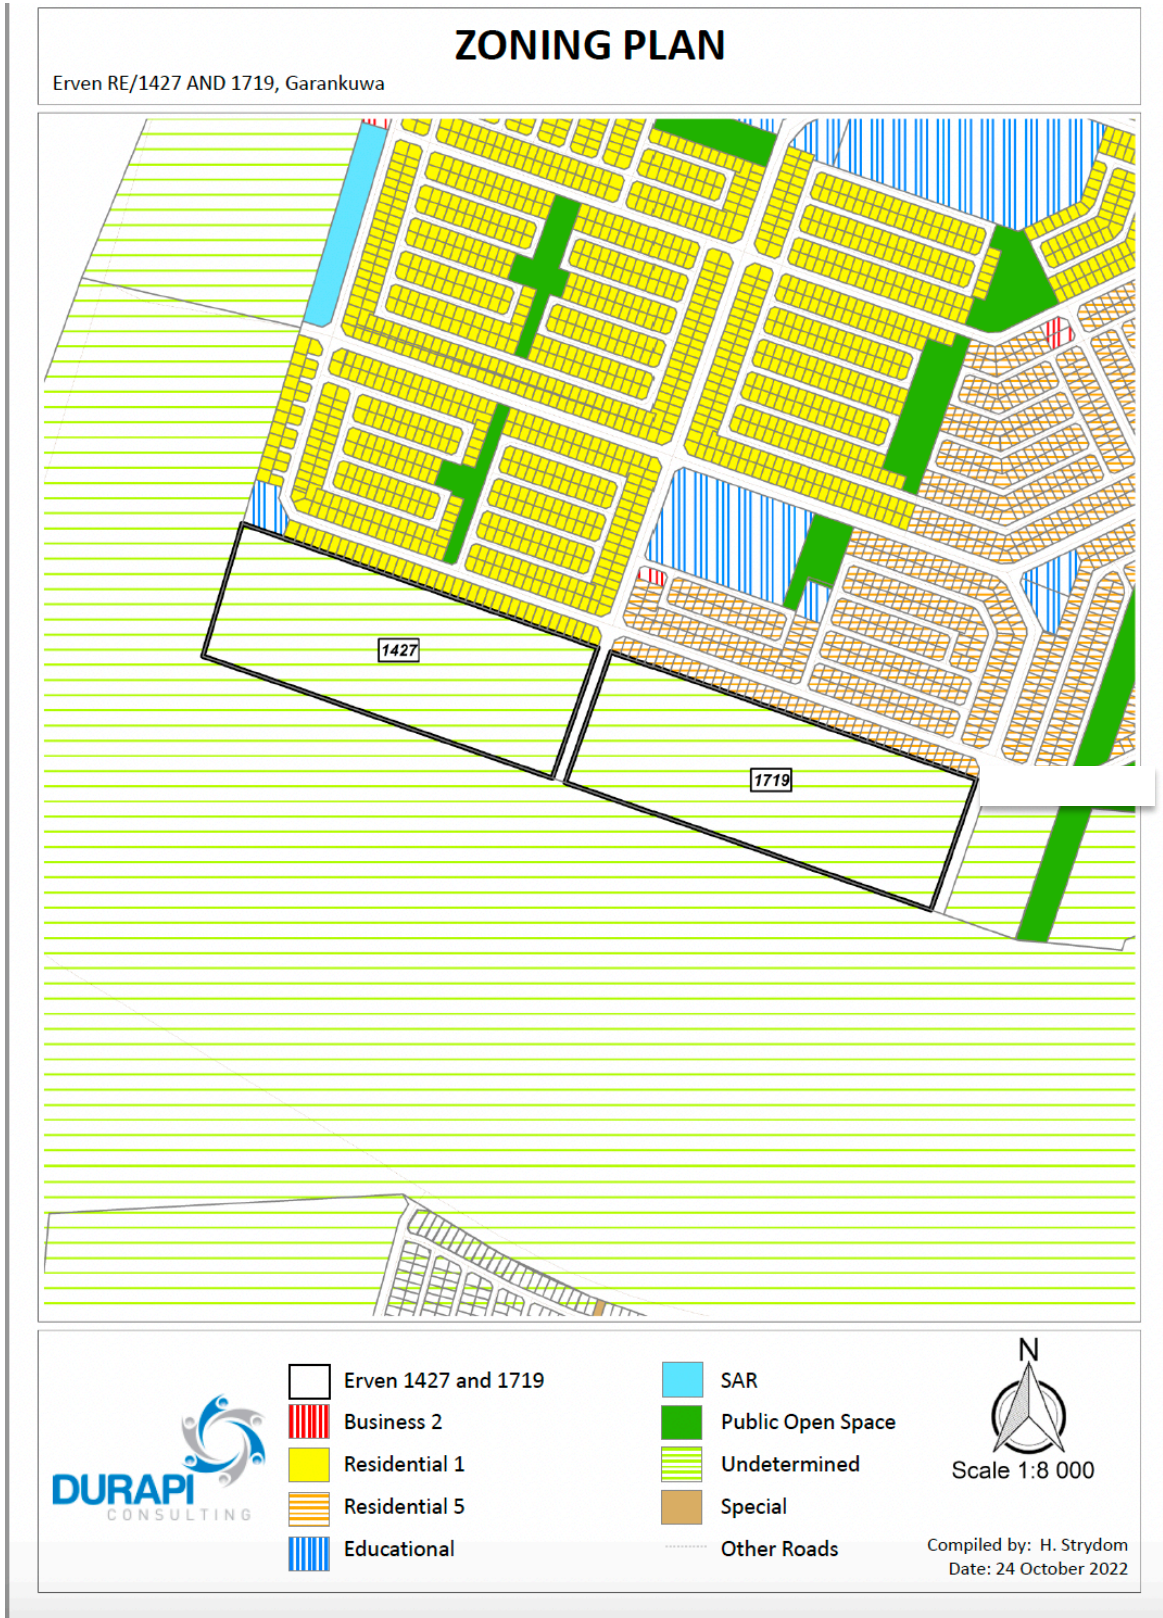 ZONING PLAN
Erven RE/1427 AND 1719, Garankuwa
1427
1719
Erven 1427 and 1719
Business 2
Residential 1
Residential 5
Educational
SAR
Public Open Space
Undetermined
Special
Other Roads
N
Scale 1:8 000
DURAPI
CONSULTING
Compiled by: H. Strydom
Date: 24 October 2022